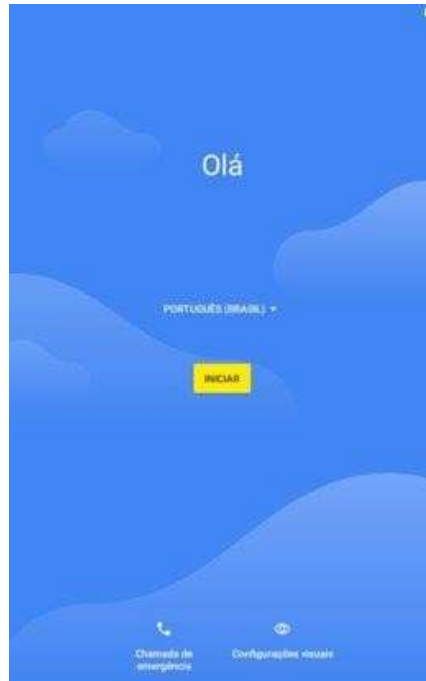 Olá
PORTUGUÊS (BRASIL)
INICIAR
Chamada de
emergência
Configurações visuais